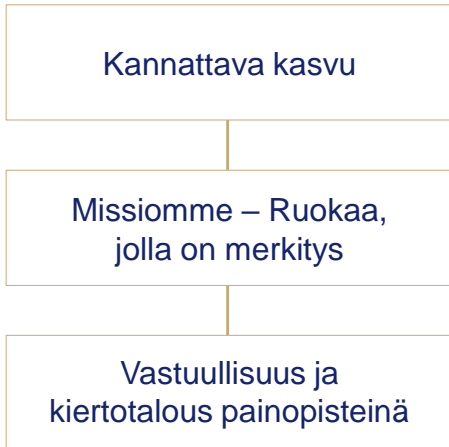 Kannattava kasvu
Missiomme – Ruokaa,
jolla on merkitys
Vastuullisuus ja
kiertotalous painopisteinä